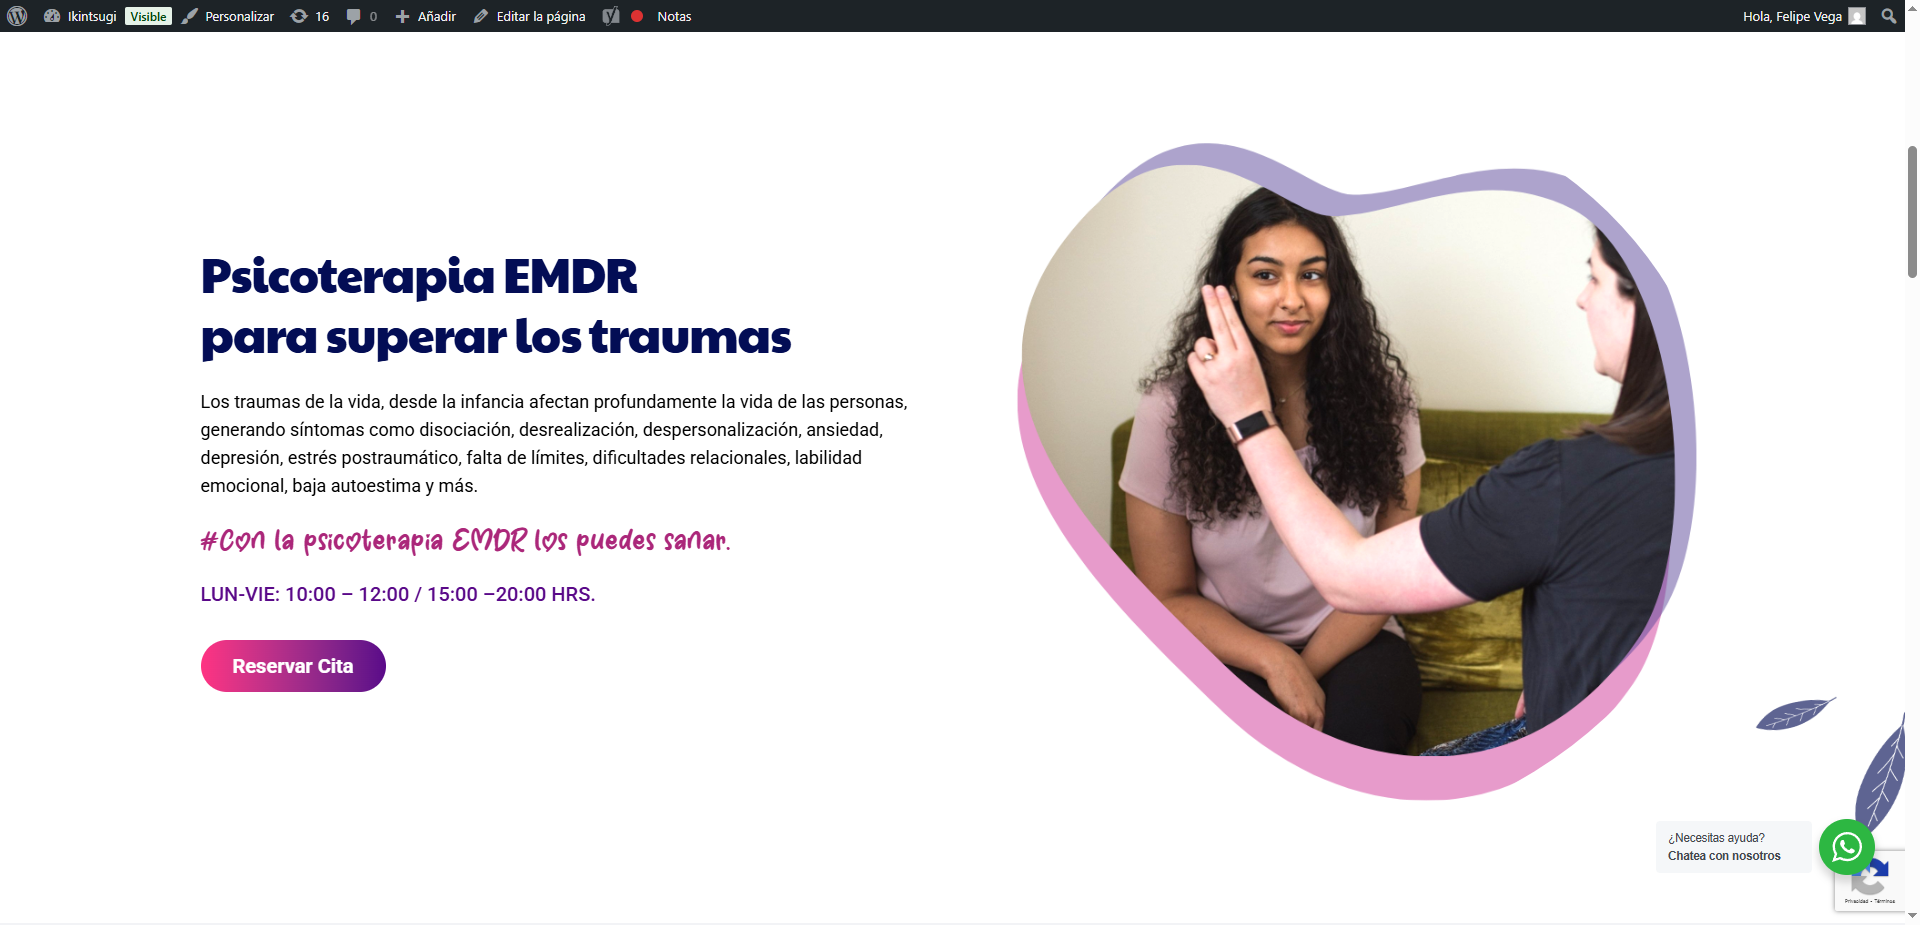 Ikintsugi Visible Personalizar 16 0 Añadir Editar la página Notas Hola, Felipe Vega
Psicoterapia EMDR
para superar los traumas
Los traumas de la vida, desde la infancia afectan profundamente la vida de las personas,
generando síntomas como disociación, desrealización, despersonalización, ansiedad,
depresión, estrés postraumático, falta de límites, dificultades relacionales, labilidad
emocional, baja autoestima y más.
#Con la psicoterapia EMDR los puedes sanar.
LUN-VIE: 10:00 – 12:00 / 15:00 –20:00 HRS.
Reservar Cita
¿Necesitas ayuda?
Chatea con nosotros
Privacidad - Términos